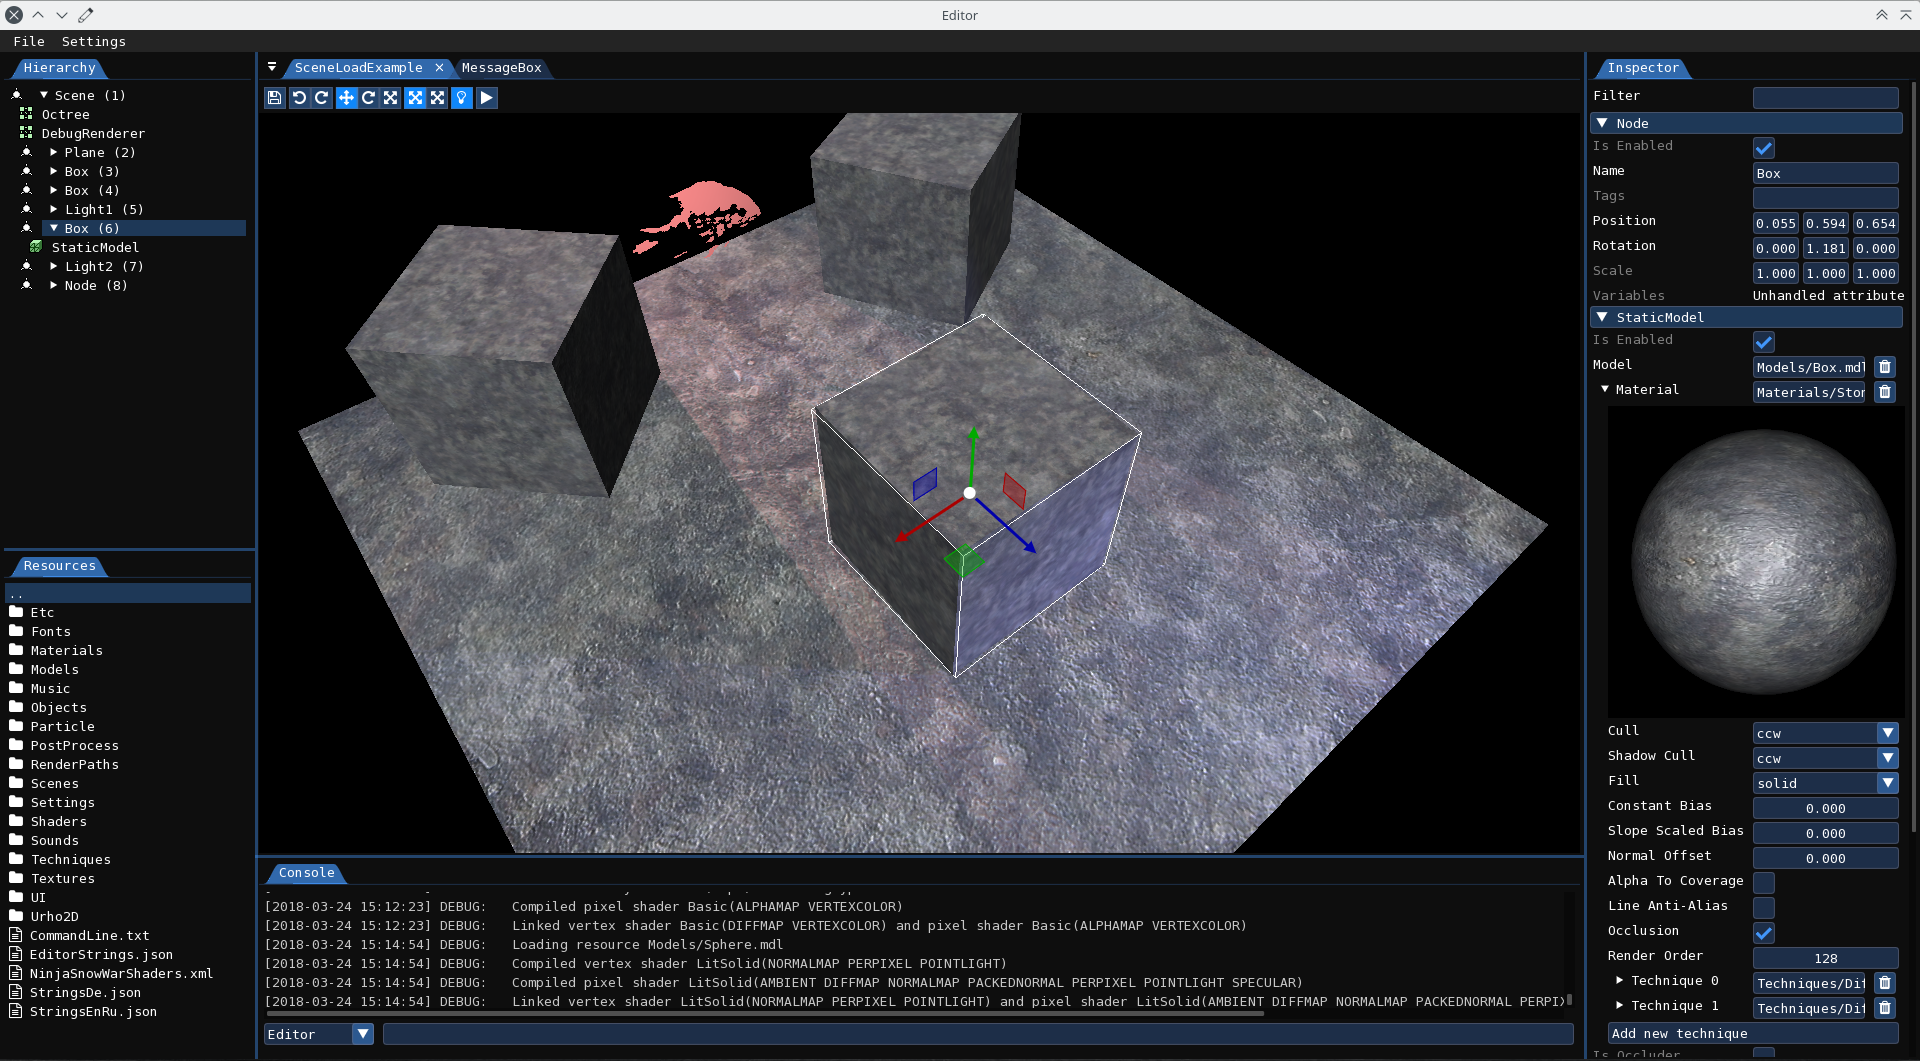 Editor
File Settings
Hierarchy
Scene (1)
Octree
DebugRenderer
Plane (2)
Box (3)
Box (4)
Light1 (5)
Box (6)
StaticModel
Light2 (7)
Node (8)
Resources
..
Etc
Fonts
Materials
Models
Music
Objects
Particle
PostProcess
RenderPaths
Scenes
Settings
Shaders
Sounds
Techniques
Textures
UI
Urho2D
CommandLine.txt
EditorStrings.json
NinjaSnowWarShaders.xml
StringsDe.json
StringsEnRu.json
SceneLoadExample MessageBox
Console
[2018-03-24 15:12:23] DEBUG: Compiled pixel shader Basic(ALPHAMAP VERTEXCOLOR)
[2018-03-24 15:12:23] DEBUG: Linked vertex shader Basic(DIFFMAP VERTEXCOLOR) and pixel shader Basic(ALPHAMAP VERTEXCOLOR)
[2018-03-24 15:14:54] DEBUG: Loading resource Models/Sphere.mdl
[2018-03-24 15:14:54] DEBUG: Compiled vertex shader LitSolid(NORMALMAP PERPIXEL POINTLIGHT)
[2018-03-24 15:14:54] DEBUG: Compiled pixel shader LitSolid(AMBIENT DIFFMAP NORMALMAP PACKEDNORMAL PERPIXEL POINTLIGHT SPECULAR)
[2018-03-24 15:14:54] DEBUG: Linked vertex shader LitSolid(NORMALMAP PERPIXEL POINTLIGHT) and pixel shader LitSolid(AMBIENT DIFFMAP NORMALMAP PACKEDNORMAL PERPIX
Editor
Inspector
Filter
Node
Is Enabled
Name Box
Tags
Position 0.055 0.594 0.654
Rotation 0.000 1.181 0.000
Scale 1.000 1.000 1.000
Variables Unhandled attribute
StaticModel
Is Enabled
Model Models/Box.mdl
Material Materials/Stor
Cull ccw
Shadow Cull ccw
Fill solid
Constant Bias 0.000
Slope Scaled Bias 0.000
Normal Offset 0.000
Alpha To Coverage
Line Anti-Alias
Occlusion
Render Order 128
Technique 0 Techniques/Dif
Technique 1 Techniques/Dif
Add new technique
Is Occluder